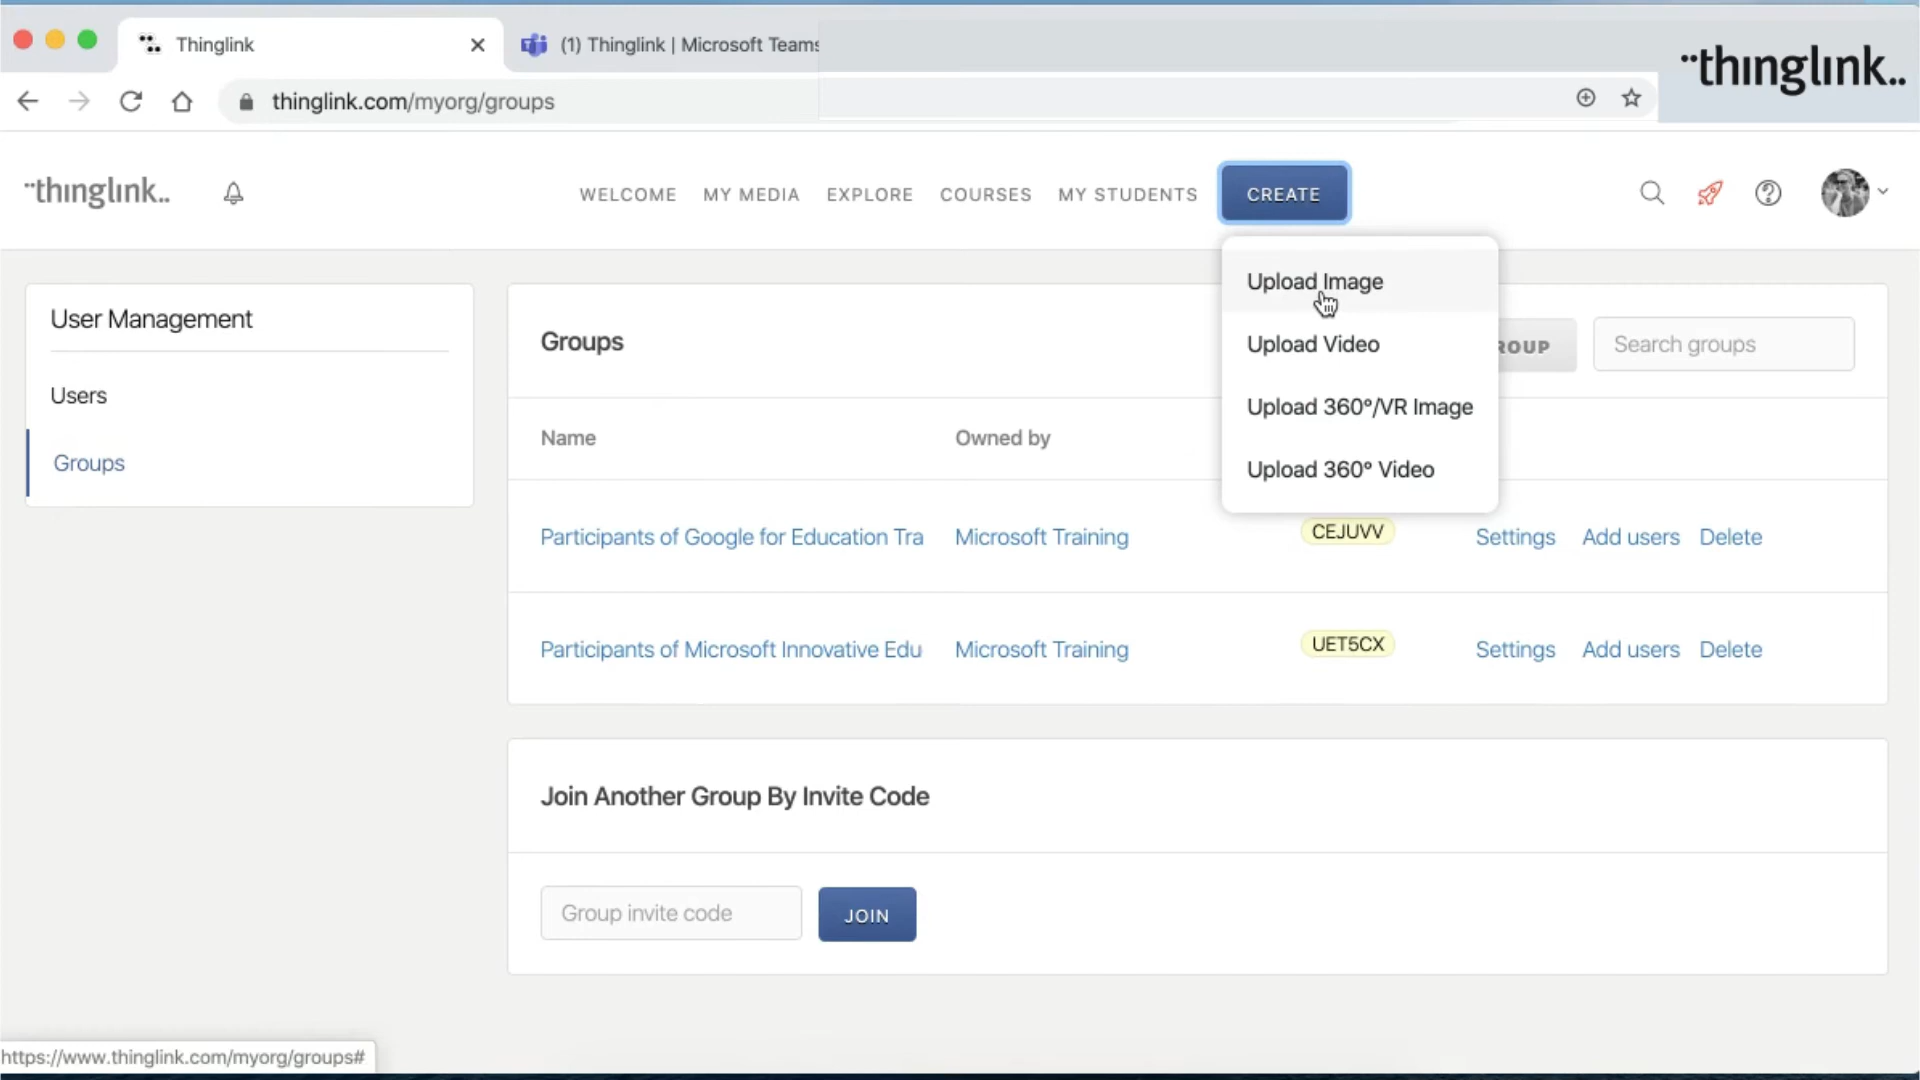 Thinglink
(1) Thinglink | Microsoft Teams
thinglink.com/myorg/groups
¨thınglınk..
¨thınglınk..
WELCOME
MY MEDIA
EXPLORE
COURSES
MY STUDENTS
CREATE
Upload Image
Upload Video
Upload 360°/VR Image
Upload 360° Video
User Management
Users
Groups
Groups
ROUP
Search groups
Name
Owned by
Participants of Google for Education Tra
Microsoft Training
CEJUVV
Settings
Add users
Delete
Participants of Microsoft Innovative Edu
Microsoft Training
UET5CX
Settings
Add users
Delete
Join Another Group By Invite Code
Group invite code
JOIN
https://www.thinglink.com/myorg/groups#